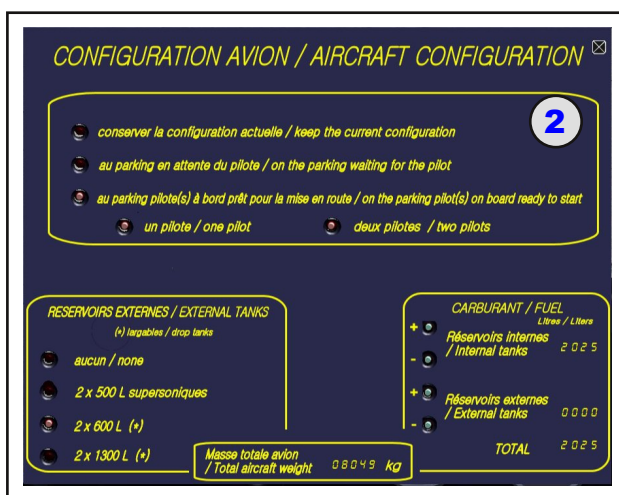 CONFIGURATION AVION / AIRCRAFT CONFIGURATION
2
conserver la configuration actuelle / keep the current configuration
au parking en attente du pilote / on the parking waiting for the pilot
au parking pilote(s) à bord prêt pour la mise en route / on the parking pilot(s) on board ready to start
un pilote / one pilot
deux pilotes / two pilots
RESERVOIRS EXTERNES / EXTERNAL TANKS
(*) largables / drop tanks
aucun / none
2 x 500 L supersoniques
2 x 600 L (*)
2 x 1300 L (*)
CARBURANT / FUEL
Litres / Liters
+
Réservoirs internes
/ Internal tanks 2025
-
+
Réservoirs externes
/ External tanks 0000
-
TOTAL 2025
Masse totale avion
/ Total aircraft weight 08049 kg